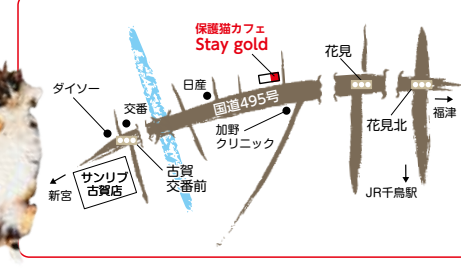 保護猫カフェ
Stay gold
花見
ダイソー
日産
交番
国道495号
福津
加野
クリニック
花見北
古賀
交番前
サンリブ
古賀店
新宮
JR千鳥駅